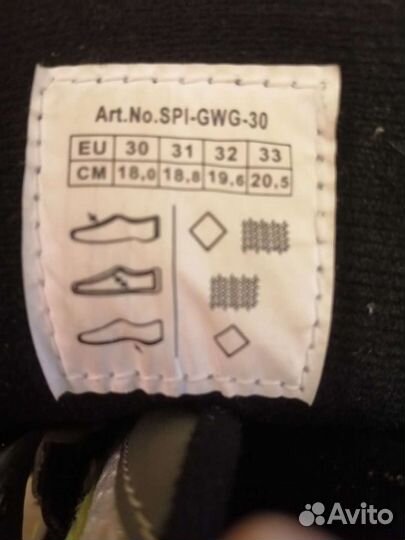 Art.No.SPI-GWG-30
EU 30 31 32 33
CM 18,0 18,8 19,6 20,5
Avito